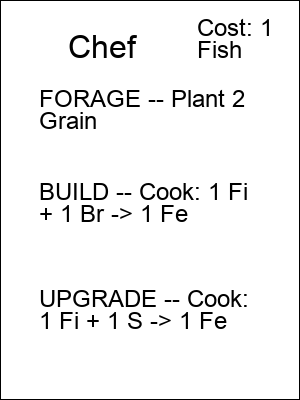 Chef
Cost: 1
Fish
FORAGE -- Plant 2
Grain
BUILD -- Cook: 1 Fi
+ 1 Br -> 1 Fe
UPGRADE -- Cook:
1 Fi + 1 S -> 1 Fe